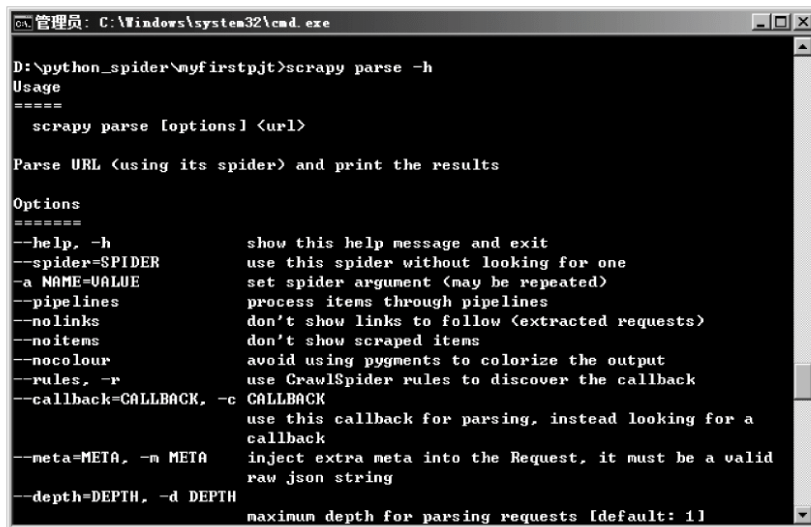 管理员: C:\Windows\system32\cmd.exe
D:\python_spider\myfirstpjt>scrapy parse -h
Usage
=====
  scrapy parse [options] <url>
Parse URL (using its spider) and print the results
Options
=======
--help, -h              show this help message and exit
--spider=SPIDER         use this spider without looking for one
-a NAME=VALUE           set spider argument (may be repeated)
--pipelines             process items through pipelines
--nolinks               don't show links to follow (extracted requests)
--noitems               don't show scraped items
--nocolour              avoid using pygments to colorize the output
--rules, -r             use CrawlSpider rules to discover the callback
--callback=CALLBACK, -c CALLBACK
                        use this callback for parsing, instead looking for a
                        callback
--meta=META, -m META    inject extra meta into the Request, it must be a valid
                        raw json string
--depth=DEPTH, -d DEPTH
                        maximum depth for parsing requests [default: 1]